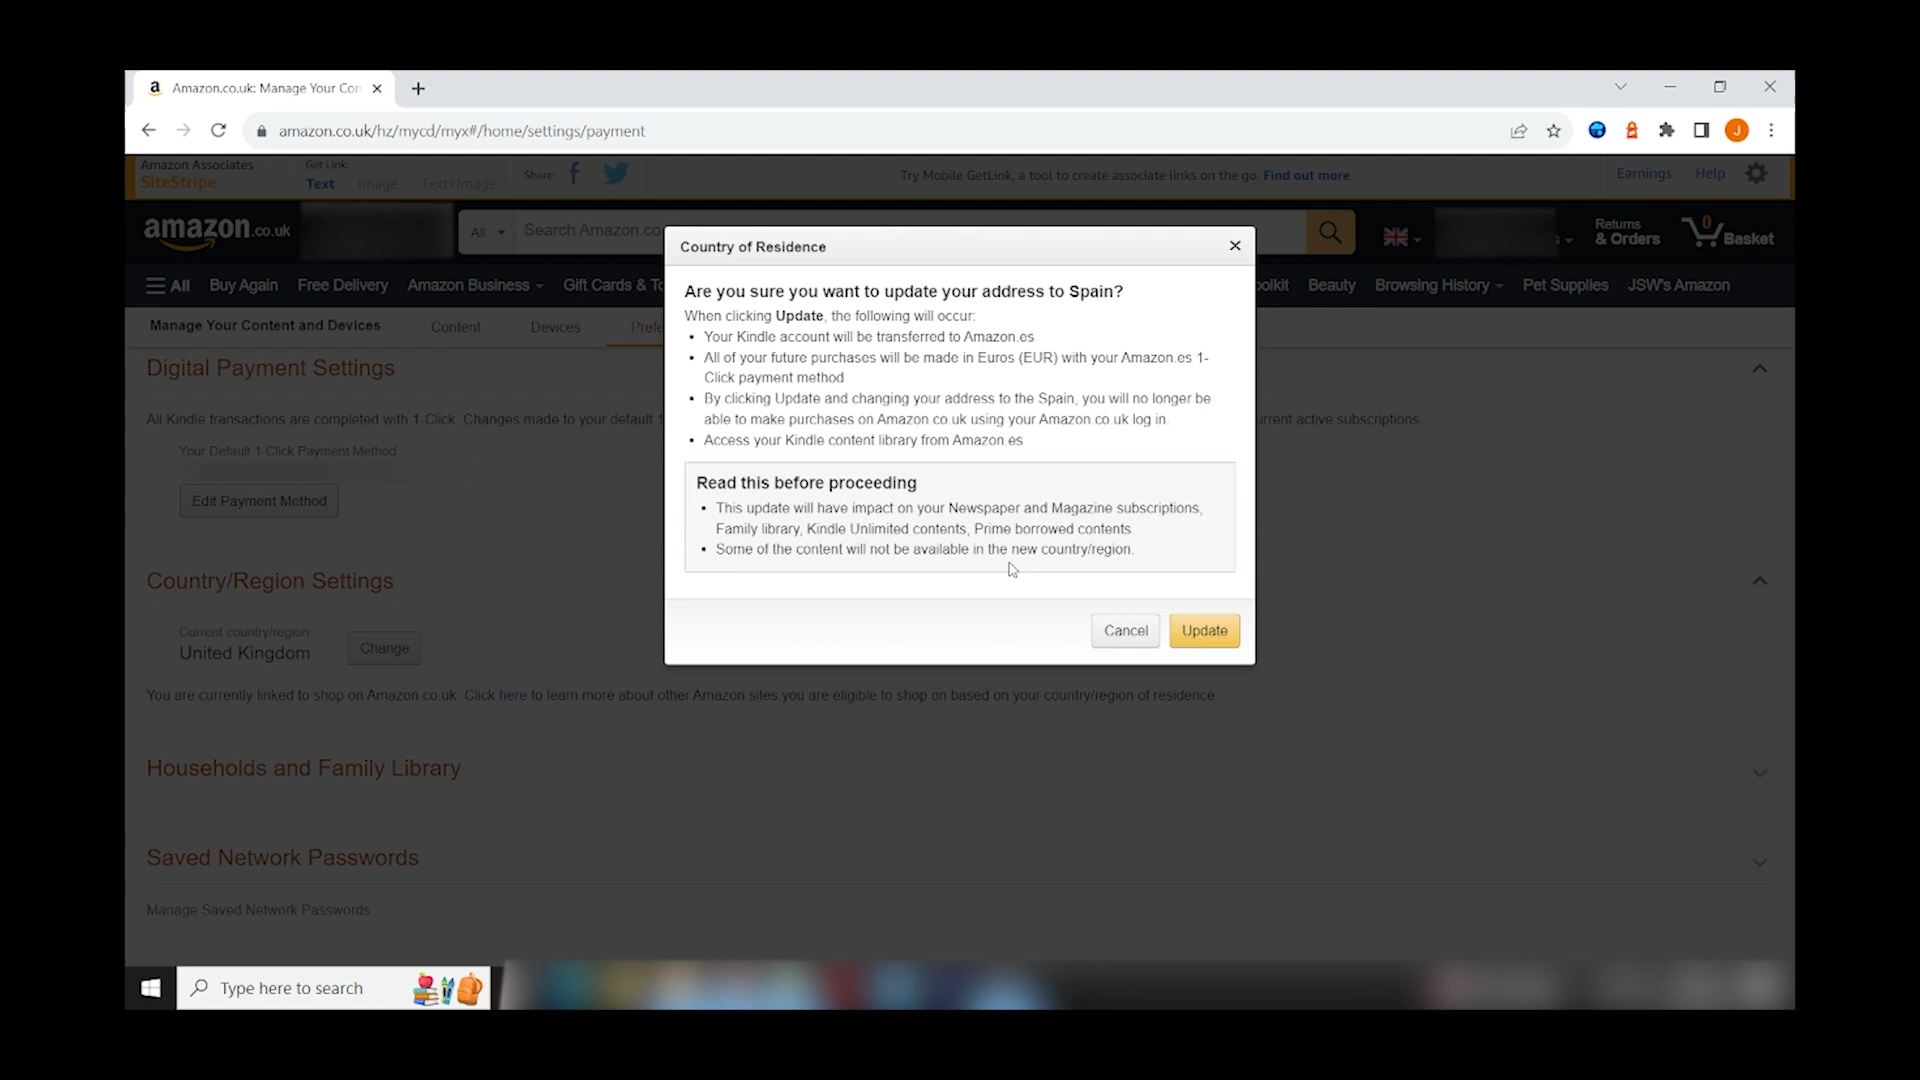 Amazon.co.uk: Manage Your Con
amazon.co.uk/hz/mycd/myx#/home/settings/payment
J
Amazon Associates
SiteStripe
Get Link:
Text Image Text+Image
Share:
Try Mobile GetLink, a tool to create associate links on the go. Find out more
Earnings Help
amazon.co.uk
All
Search Amazon.co
Returns
& Orders
0
Basket
All Buy Again Free Delivery Amazon Business Gift Cards & To
oolkit Beauty Browsing History Pet Supplies JSW's Amazon
Manage Your Content and Devices Content Devices Prefe
Digital Payment Settings
All Kindle transactions are completed with 1-Click. Changes made to your default 1
urrent active subscriptions.
Your Default 1-Click Payment Method
Edit Payment Method
Country/Region Settings
Current country/region
United Kingdom
Change
You are currently linked to shop on Amazon.co.uk. Click here to learn more about other Amazon sites you are eligible to shop on based on your country/region of residence.
Households and Family Library
Saved Network Passwords
Manage Saved Network Passwords
Country of Residence
Are you sure you want to update your address to Spain?
When clicking Update, the following will occur:
• Your Kindle account will be transferred to Amazon.es
• All of your future purchases will be made in Euros (EUR) with your Amazon.es 1-
Click payment method
• By clicking Update and changing your address to the Spain, you will no longer be
able to make purchases on Amazon.co.uk using your Amazon.co.uk log in.
• Access your Kindle content library from Amazon.es
Read this before proceeding
• This update will have impact on your Newspaper and Magazine subscriptions,
Family library, Kindle Unlimited contents, Prime borrowed contents.
• Some of the content will not be available in the new country/region.
Cancel Update
Type here to search